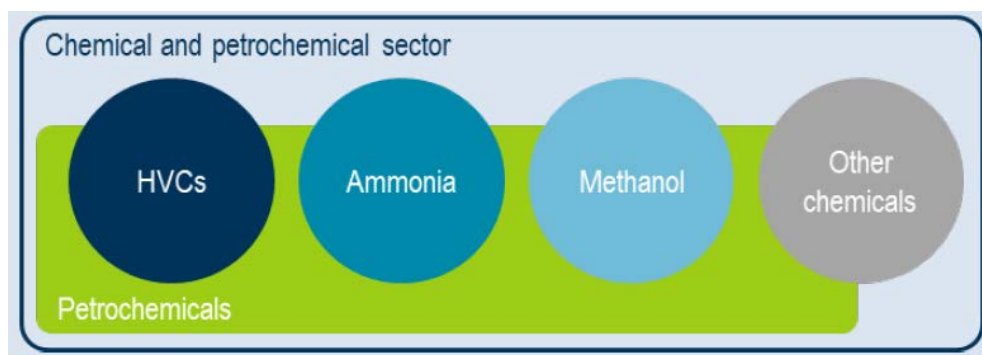 Chemical and petrochemical sector
HVCs
Ammonia
Methanol
Other
chemicals
Petrochemicals